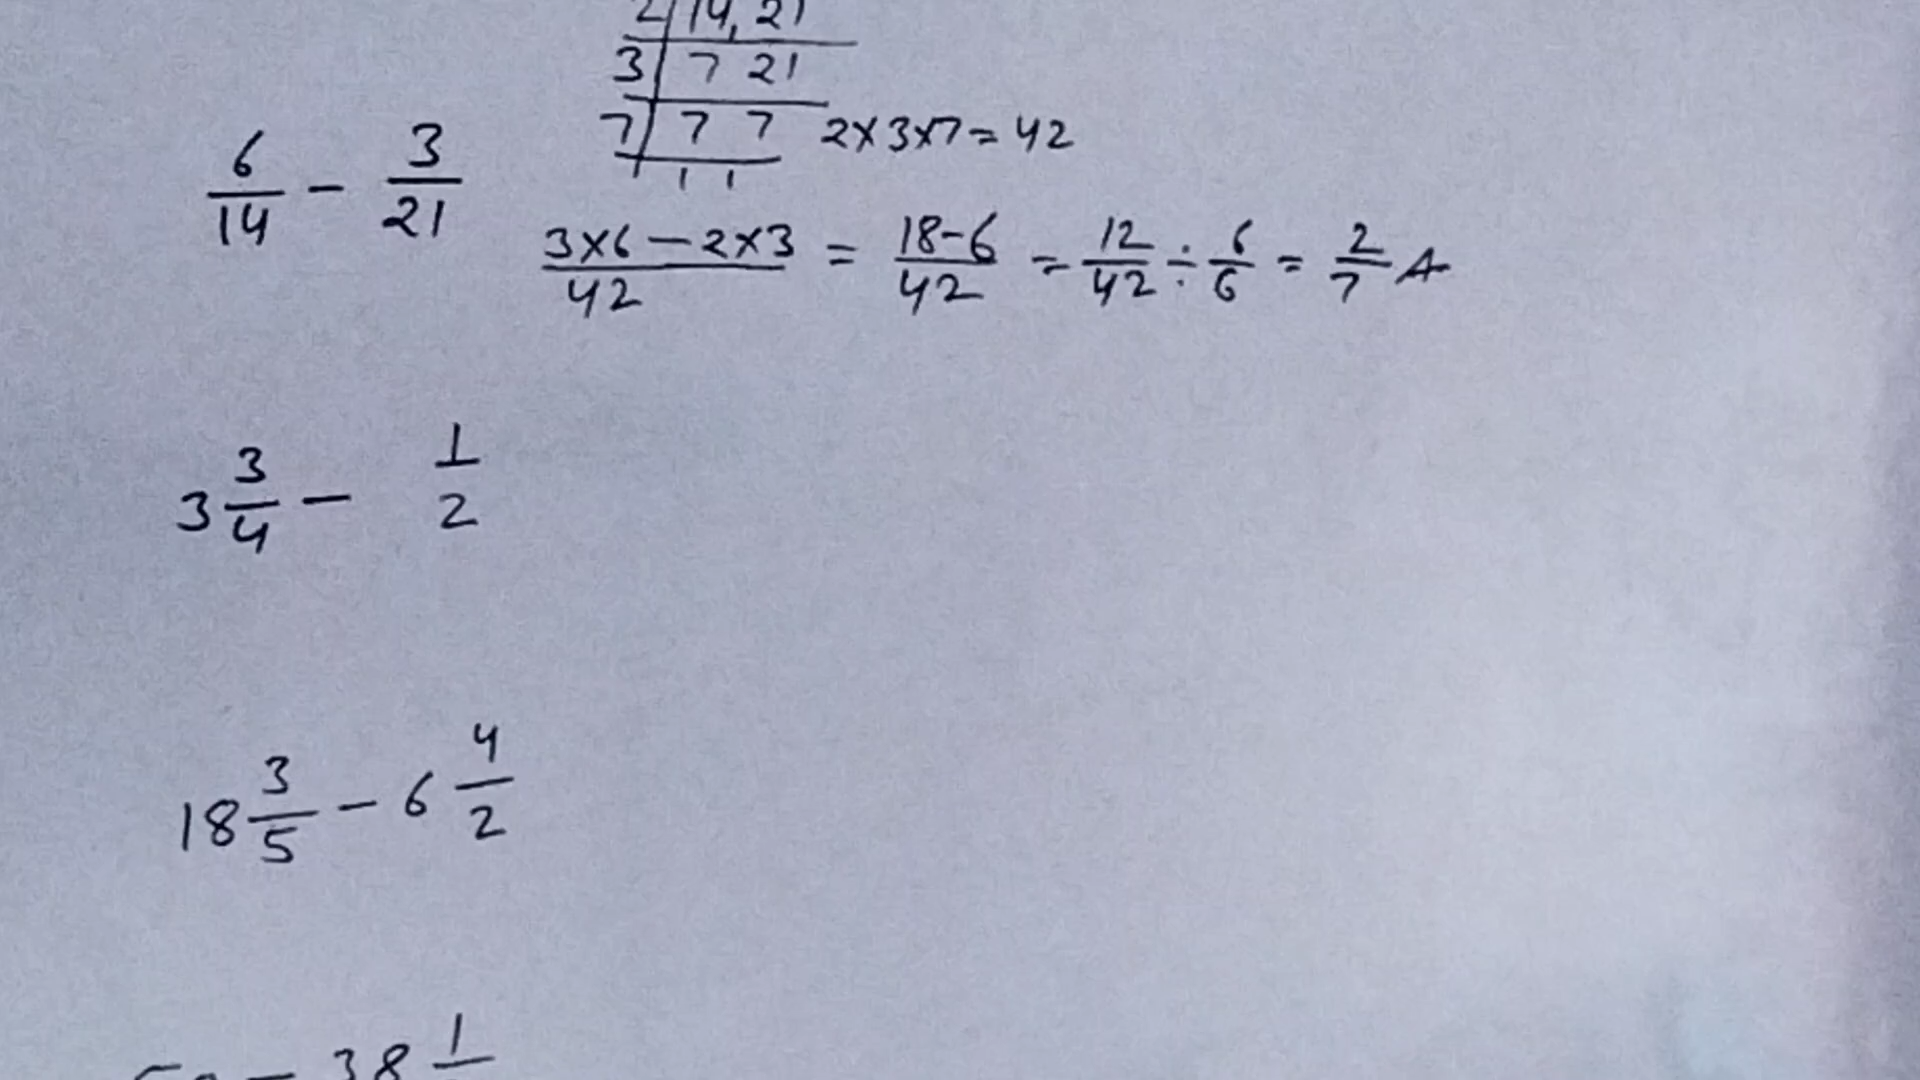 2 | 14, 21
3 | 7 21
7 | 7 7 2×3×7=42
1 1
6/14 - 3/21
(3×6 - 2×3)/42 = (18-6)/42 = 12/42 ÷ 6/6 = 2/7 A
3 3/4 - 1/2
18 3/5 - 6 4/2
- 38 1